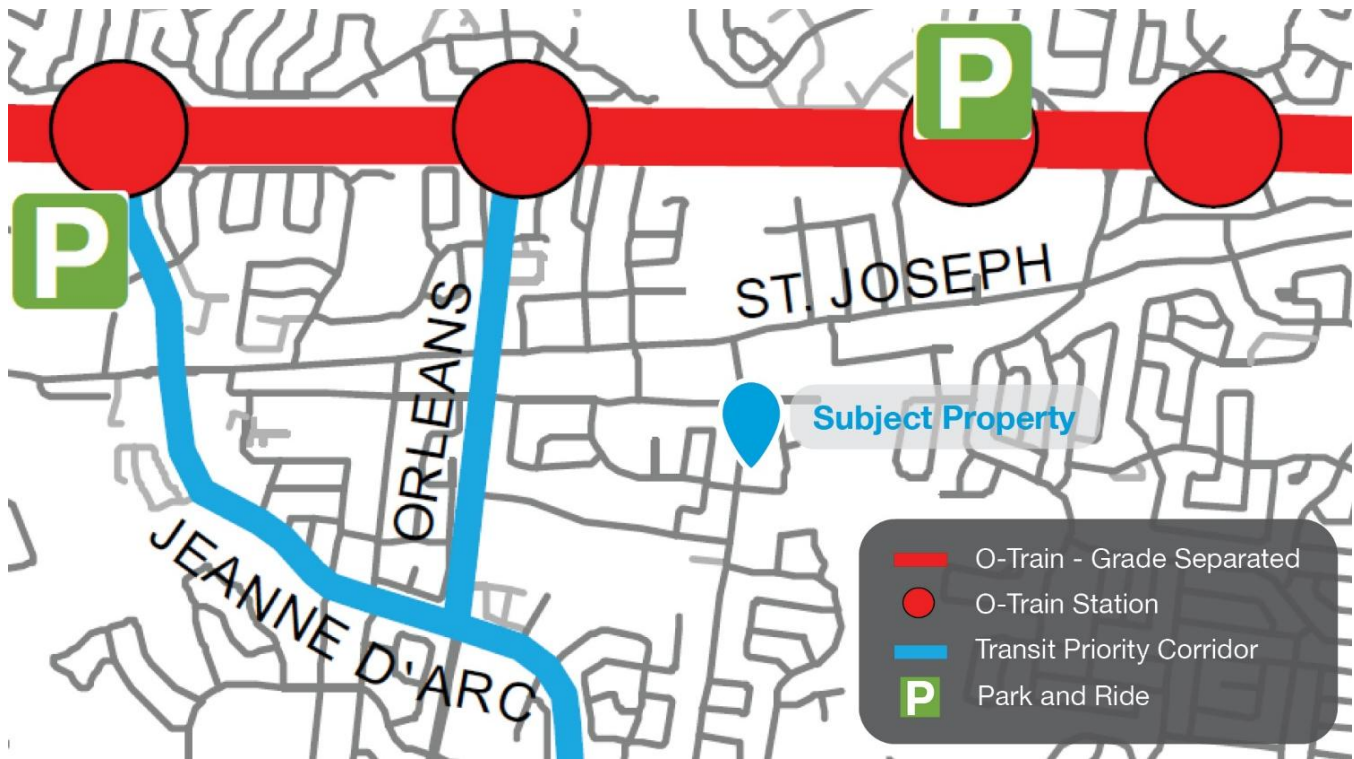 P
P
ST. JOSEPH
ORLEANS
Subject Property
JEANNE D'ARC
O-Train - Grade Separated
O-Train Station
Transit Priority Corridor
P Park and Ride